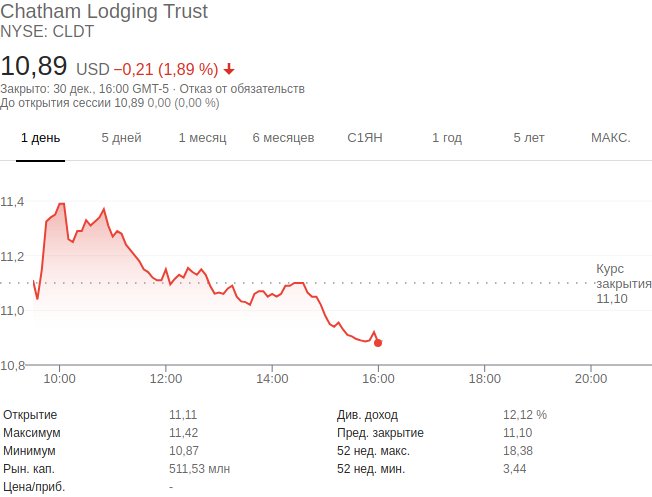 Chatham Lodging Trust
NYSE: CLDT
10,89 USD −0,21 (1,89 %)
Закрыто: 30 дек., 16:00 GMT-5 · Отказ от обязательств
До открытия сессии 10,89 0,00 (0,00 %)
1 день 5 дней 1 месяц 6 месяцев С1ЯН 1 год 5 лет МАКС.
11,4
11,2
Курс
закрытия
11,10
11,0
10,8
10:00 12:00 14:00 16:00 18:00 20:00
Открытие 11,11 Див. доход 12,12 %
Максимум 11,42 Пред. закрытие 11,10
Минимум 10,87 52 нед. макс. 18,38
Рын. кап. 511,53 млн 52 нед. мин. 3,44
Цена/приб. -